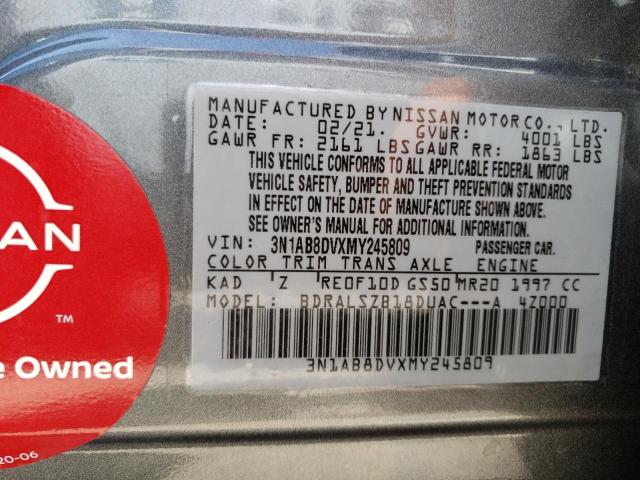 MANUFACTURED BY NISSAN MOTOR CO., LTD.
DATE: 02/21. GVWR: 4001 LBS
GAWR FR: 2161 LBS GAWR RR: 1863 LBS
THIS VEHICLE CONFORMS TO ALL APPLICABLE FEDERAL MOTOR
VEHICLE SAFETY, BUMPER AND THEFT PREVENTION STANDARDS
IN EFFECT ON THE DATE OF MANUFACTURE SHOWN ABOVE.
SEE OWNER'S MANUAL FOR ADDITIONAL INFORMATION.
VIN: 3N1AB8DVXMY245809 PASSENGER CAR.
COLOR TRIM TRANS AXLE ENGINE
KAD Z RE0F10D GS50 MR20 1997 CC
MODEL: BDRALSZB18DUAC---A 4Z000
3N1AB8DVXMY245809
SAN
TM
e Owned
20-06